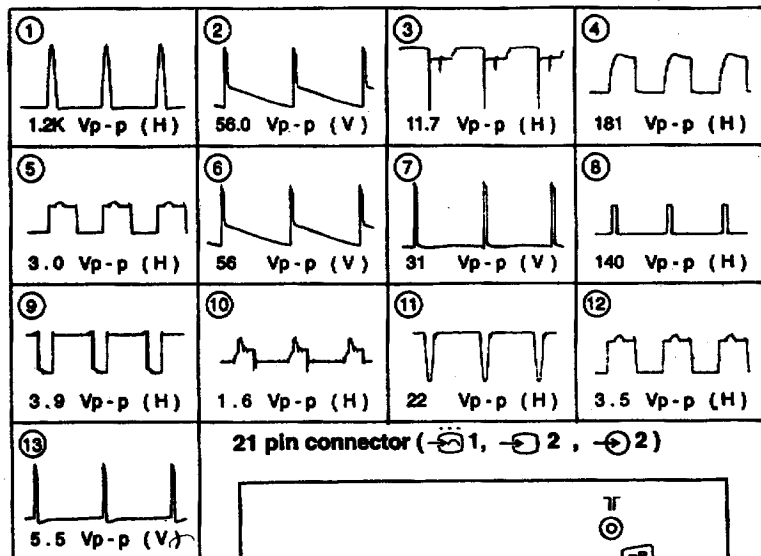 ① ② ③ ④
1.2K Vp-p (H) 56.0 Vp-p (V) 11.7 Vp-p (H) 181 Vp-p (H)
⑤ ⑥ ⑦ ⑧
3.0 Vp-p (H) 56 Vp-p (V) 31 Vp-p (V) 140 Vp-p (H)
⑨ ⑩ ⑪ ⑫
3.9 Vp-p (H) 1.6 Vp-p (H) 22 Vp-p (H) 3.5 Vp-p (H)
⑬
21 pin connector ( 1, 2 , 2)
5.5 Vp-p (V)